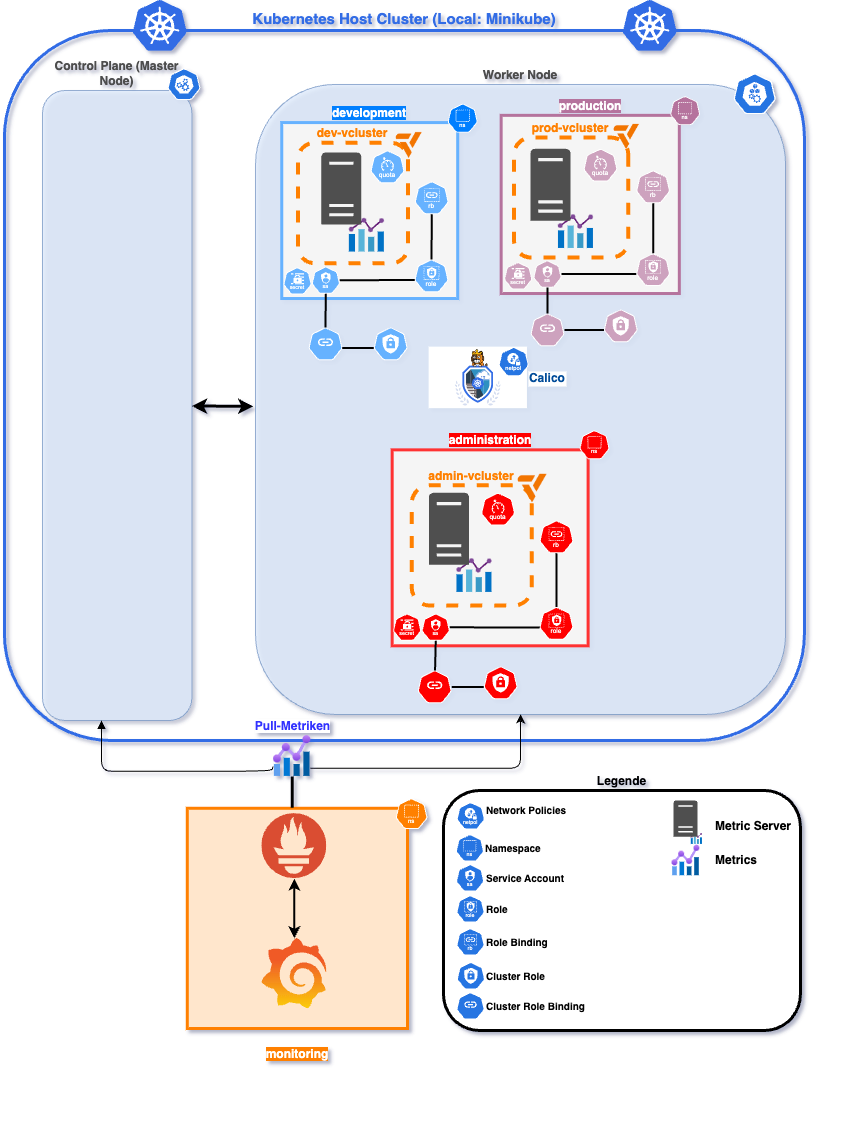 Kubernetes Host Cluster (Local: Minikube)
Control Plane (Master
Node)
Worker Node
development
ns
dev-vcluster
quota
rb
secret
sa
role
production
ns
prod-vcluster
quota
rb
secret
sa
role
netpol
Calico
administration
ns
admin-vcluster
quota
rb
secret
sa
role
Pull-Metriken
ns
monitoring
Legende
netpol
Network Policies
ns
Namespace
sa
Service Account
role
Role
rb
Role Binding
Cluster Role
Cluster Role Binding
Metric Server
Metrics